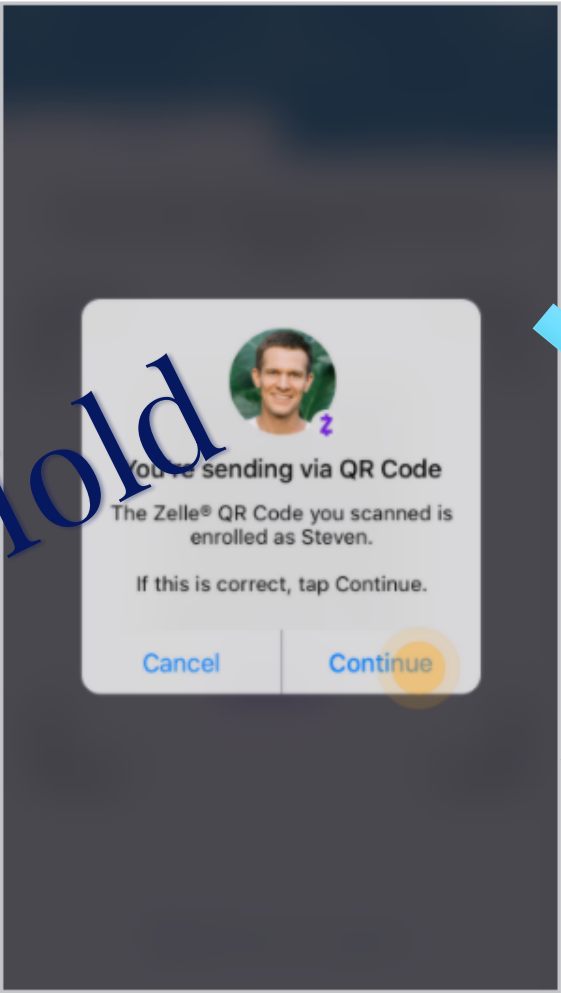 You're sending via QR Code
The Zelle® QR Code you scanned is
enrolled as Steven.
If this is correct, tap Continue.
Cancel
Continue